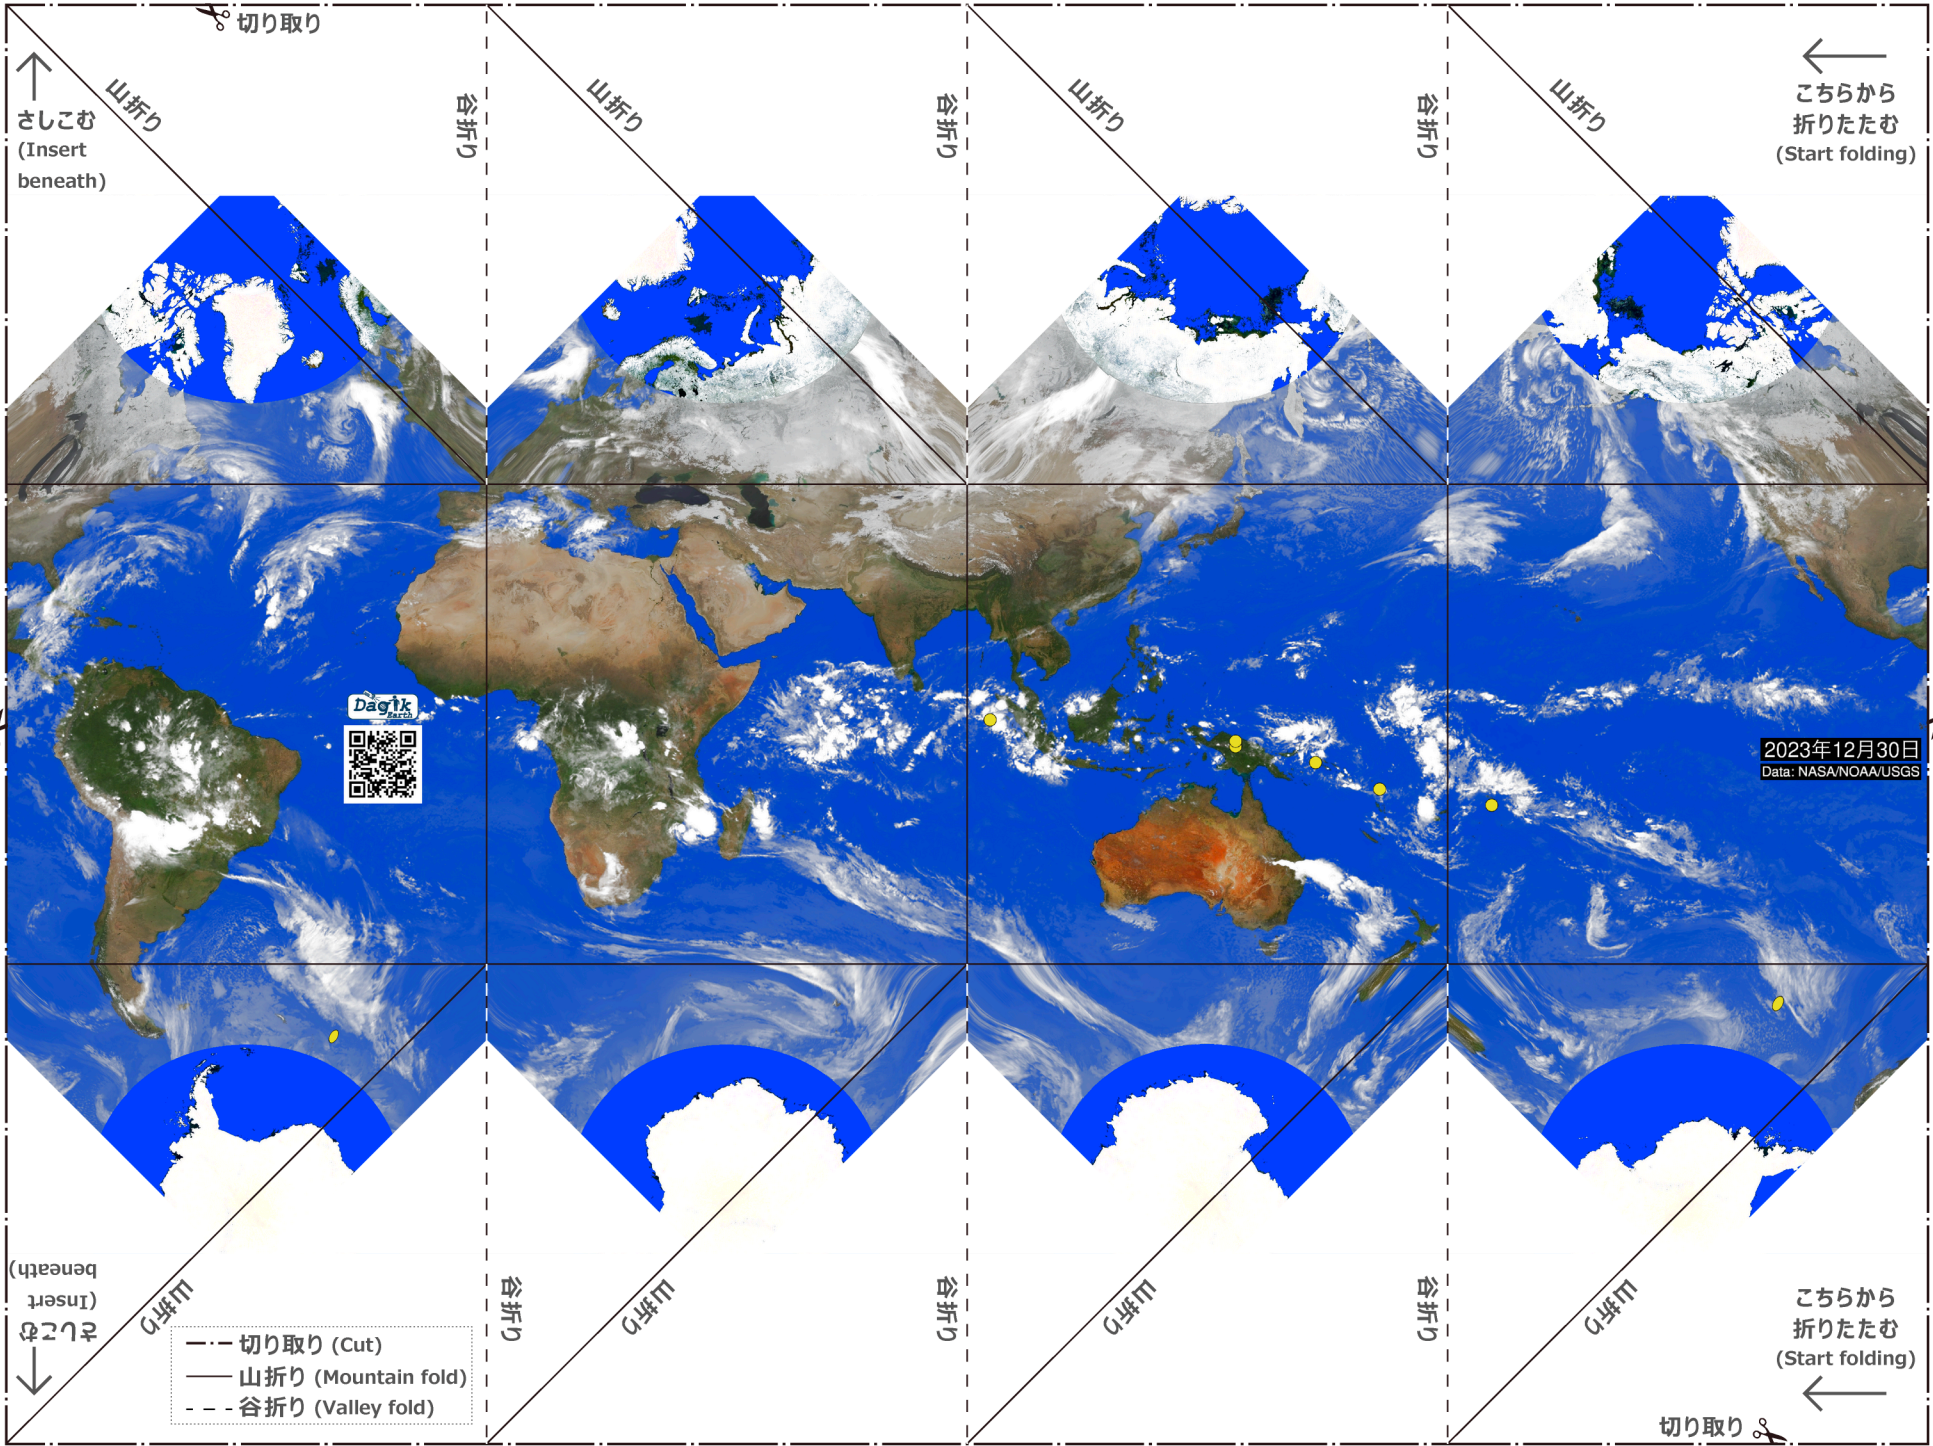 切り取り
山折り
谷折り
山折り
谷折り
山折り
谷折り
山折り
さしこむ
(Insert
beneath)
こちらから
折りたたむ
(Start folding)
Dagik
Earth
2023年12月30日
Data: NASA/NOAA/USGS
さしこむ
(Insert
beneath)
山折り
谷折り
山折り
谷折り
山折り
谷折り
山折り
こちらから
折りたたむ
(Start folding)
切り取り (Cut)
山折り (Mountain fold)
谷折り (Valley fold)
切り取り